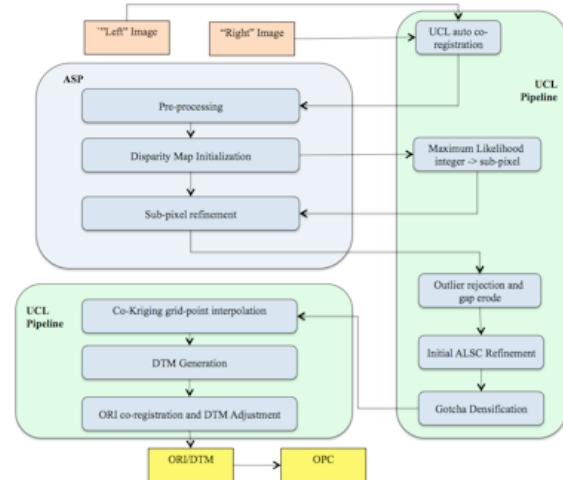 `"Left" Image
"Right" Image
UCL auto co-
registration
UCL
Pipeline
ASP
Pre-processing
Disparity Map Initialization
Maximum Likelihood
integer -> sub-pixel
Sub-pixel refinement
Outlier rejection and
gap erode
UCL
Pipeline
Co-Kriging grid-point interpolation
Initial ALSC Refinement
DTM Generation
Gotcha Densification
ORI co-registration and DTM Adjustment
ORI/DTM
OPC